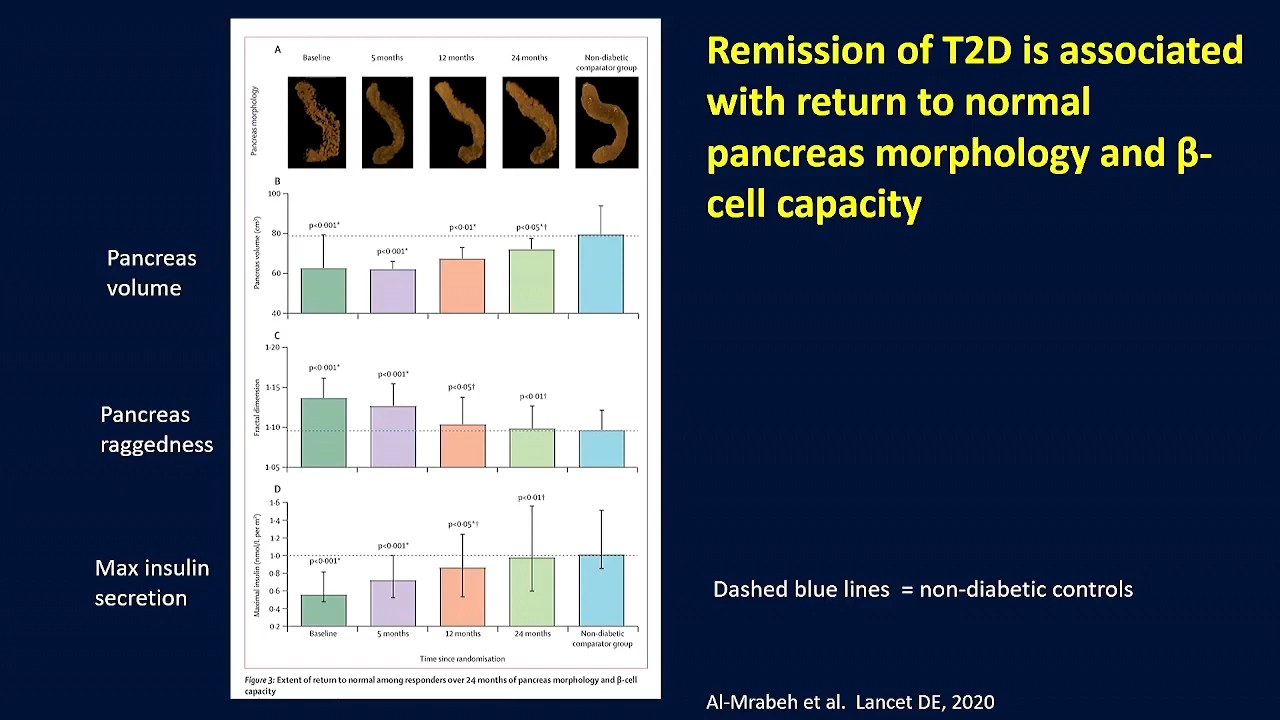 Remission of T2D is associated
with return to normal
pancreas morphology and β-
cell capacity
A
Baseline
5 months
12 months
24 months
Non-diabetic
comparator group
Pancreas morphology
B
Pancreas volume (cm³)
100
80
60
40
p<0·001*
p<0·001*
p<0·01*
p<0·05*†
Pancreas
volume
C
Fractal dimension
1·20
1·15
1·10
1·05
p<0·001*
p<0·001*
p<0·05†
p<0·01†
Pancreas
raggedness
D
Maximal insulin (nmol/L per m²)
1·6
1·4
1·2
1·0
0·8
0·6
0·4
0·2
p<0·001*
p<0·001*
p<0·05*†
p<0·01†
Max insulin
secretion
Baseline
5 months
12 months
24 months
Non-diabetic
comparator group
Time since randomisation
Figure 3: Extent of return to normal among responders over 24 months of pancreas morphology and β-cell
capacity
Dashed blue lines = non-diabetic controls
Al-Mrabeh et al. Lancet DE, 2020